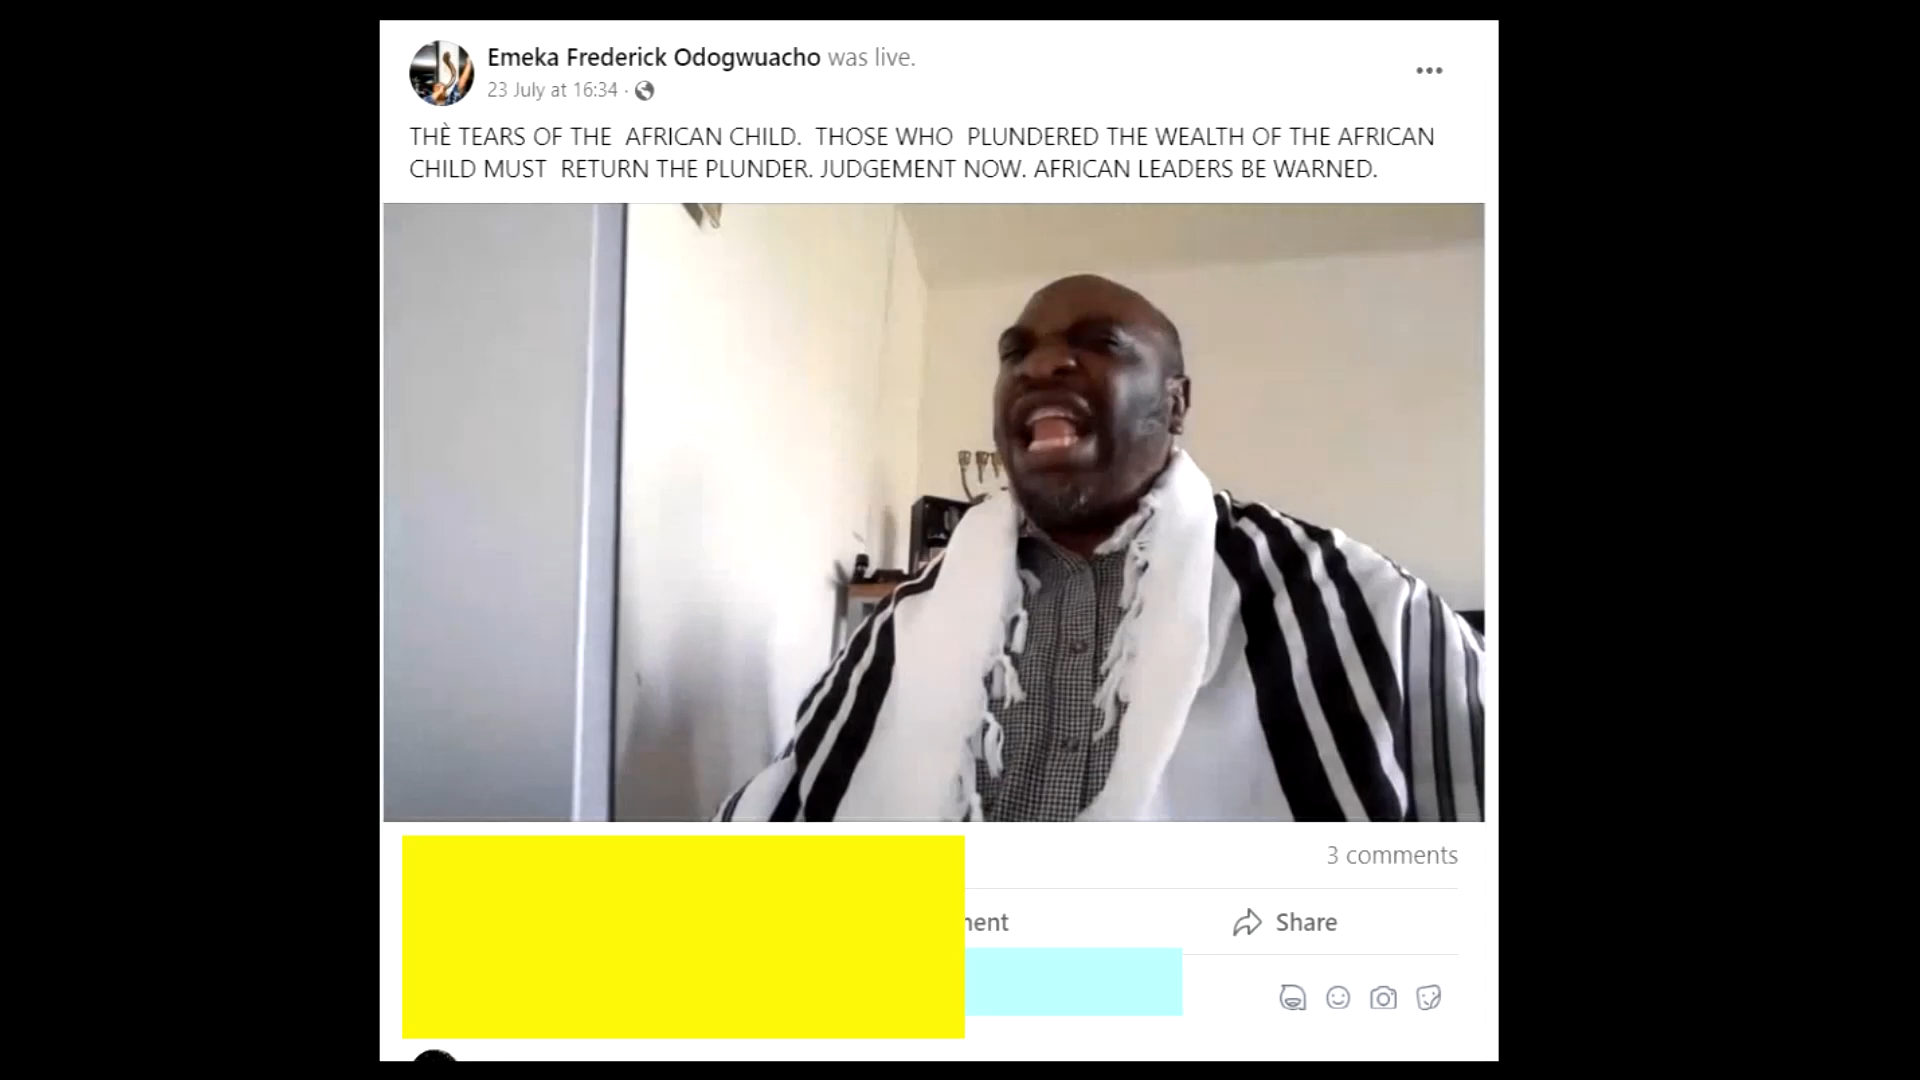 Emeka Frederick Odogwuacho was live.
23 July at 16:34 ·
THÈ TEARS OF THE AFRICAN CHILD. THOSE WHO PLUNDERED THE WEALTH OF THE AFRICAN
CHILD MUST RETURN THE PLUNDER. JUDGEMENT NOW. AFRICAN LEADERS BE WARNED.
3 comments
Share